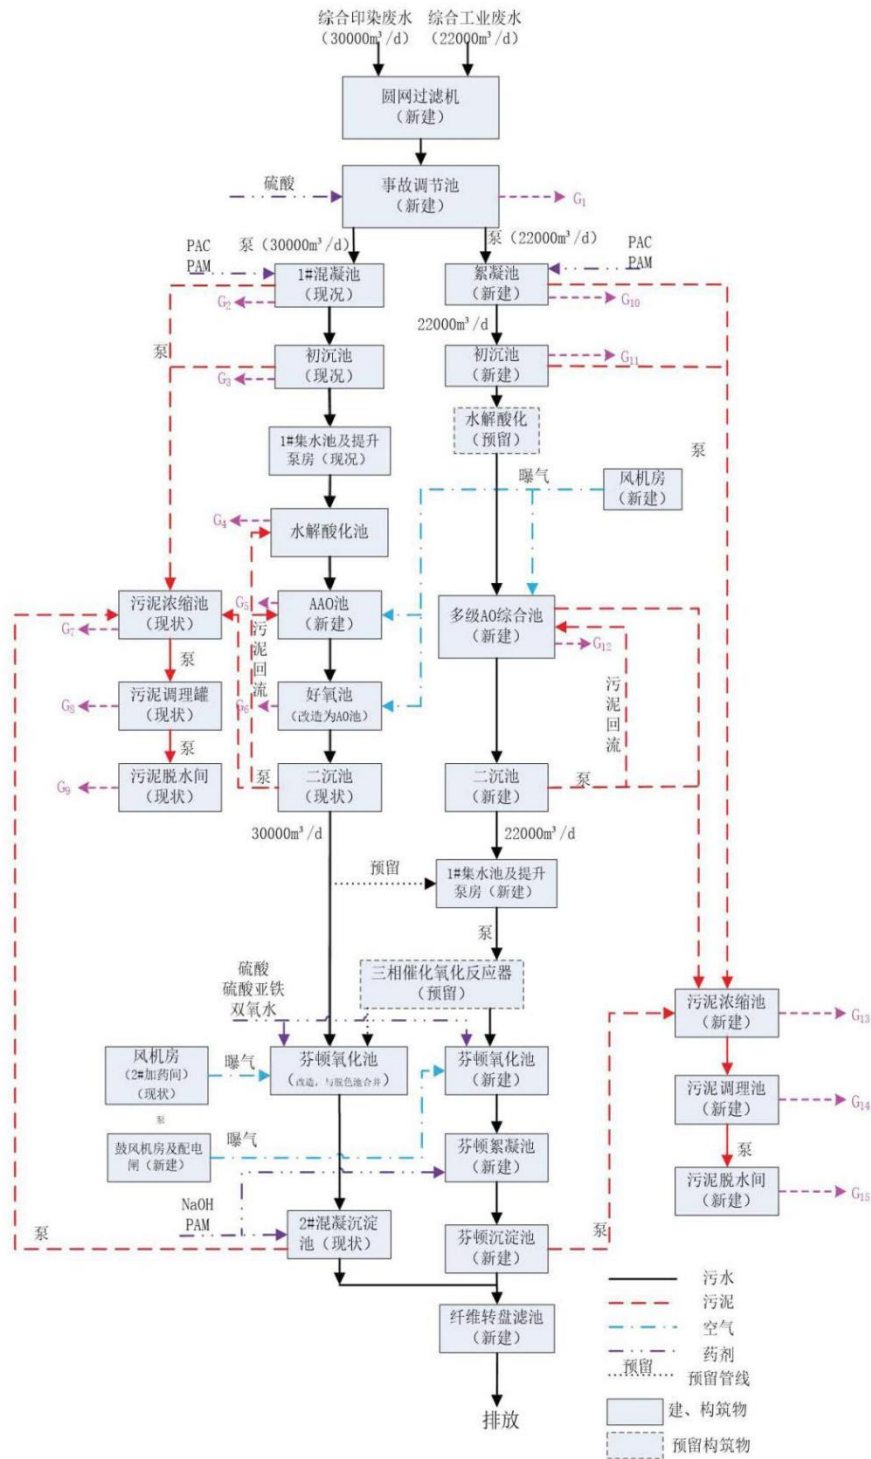 综合印染废水
（30000m³/d）
综合工业废水
（22000m³/d）
圆网过滤机
（新建）
硫酸
事故调节池
（新建）
G₁
泵（30000m³/d）
泵（22000m³/d）
PAC
PAM
1#混凝池
（现况）
G₂
絮凝池
（新建）
PAC
PAM
G₁₀
22000m³/d
泵
初沉池
（现况）
G₃
初沉池
（新建）
G₁₁
1#集水池及提升
泵房（现况）
水解酸化
（预留）
泵
曝气
风机房
（新建）
G₄
水解酸化池
污泥浓缩池
（现状）
G₇
G₅
AAO池
（新建）
多级AO综合池
（新建）
G₁₂
泵
污泥回流
污泥调理罐
（现状）
G₈
G₆
好氧池
（改造为AO池）
污泥回流
泵
污泥脱水间
（现状）
G₉
泵
二沉池
（现状）
二沉池
（新建）
泵
30000m³/d
22000m³/d
预留
1#集水池及提升
泵房（新建）
泵
三相催化氧化反应器
（预留）
硫酸
硫酸亚铁
双氧水
污泥浓缩池
（新建）
G₁₃
风机房
（2#加药间）
（现状）
曝气
芬顿氧化池
（改造，与脱色池合并）
芬顿氧化池
（新建）
污泥调理池
（新建）
G₁₄
泵
鼓风机房及配电
闸（新建）
曝气
芬顿絮凝池
（新建）
泵
污泥脱水间
（新建）
G₁₅
NaOH
PAM
泵
2#混凝沉淀
池（现状）
芬顿沉淀池
（新建）
泵
纤维转盘滤池
（新建）
排放
污水
污泥
空气
药剂
预留
预留管线
建、构筑物
预留构筑物